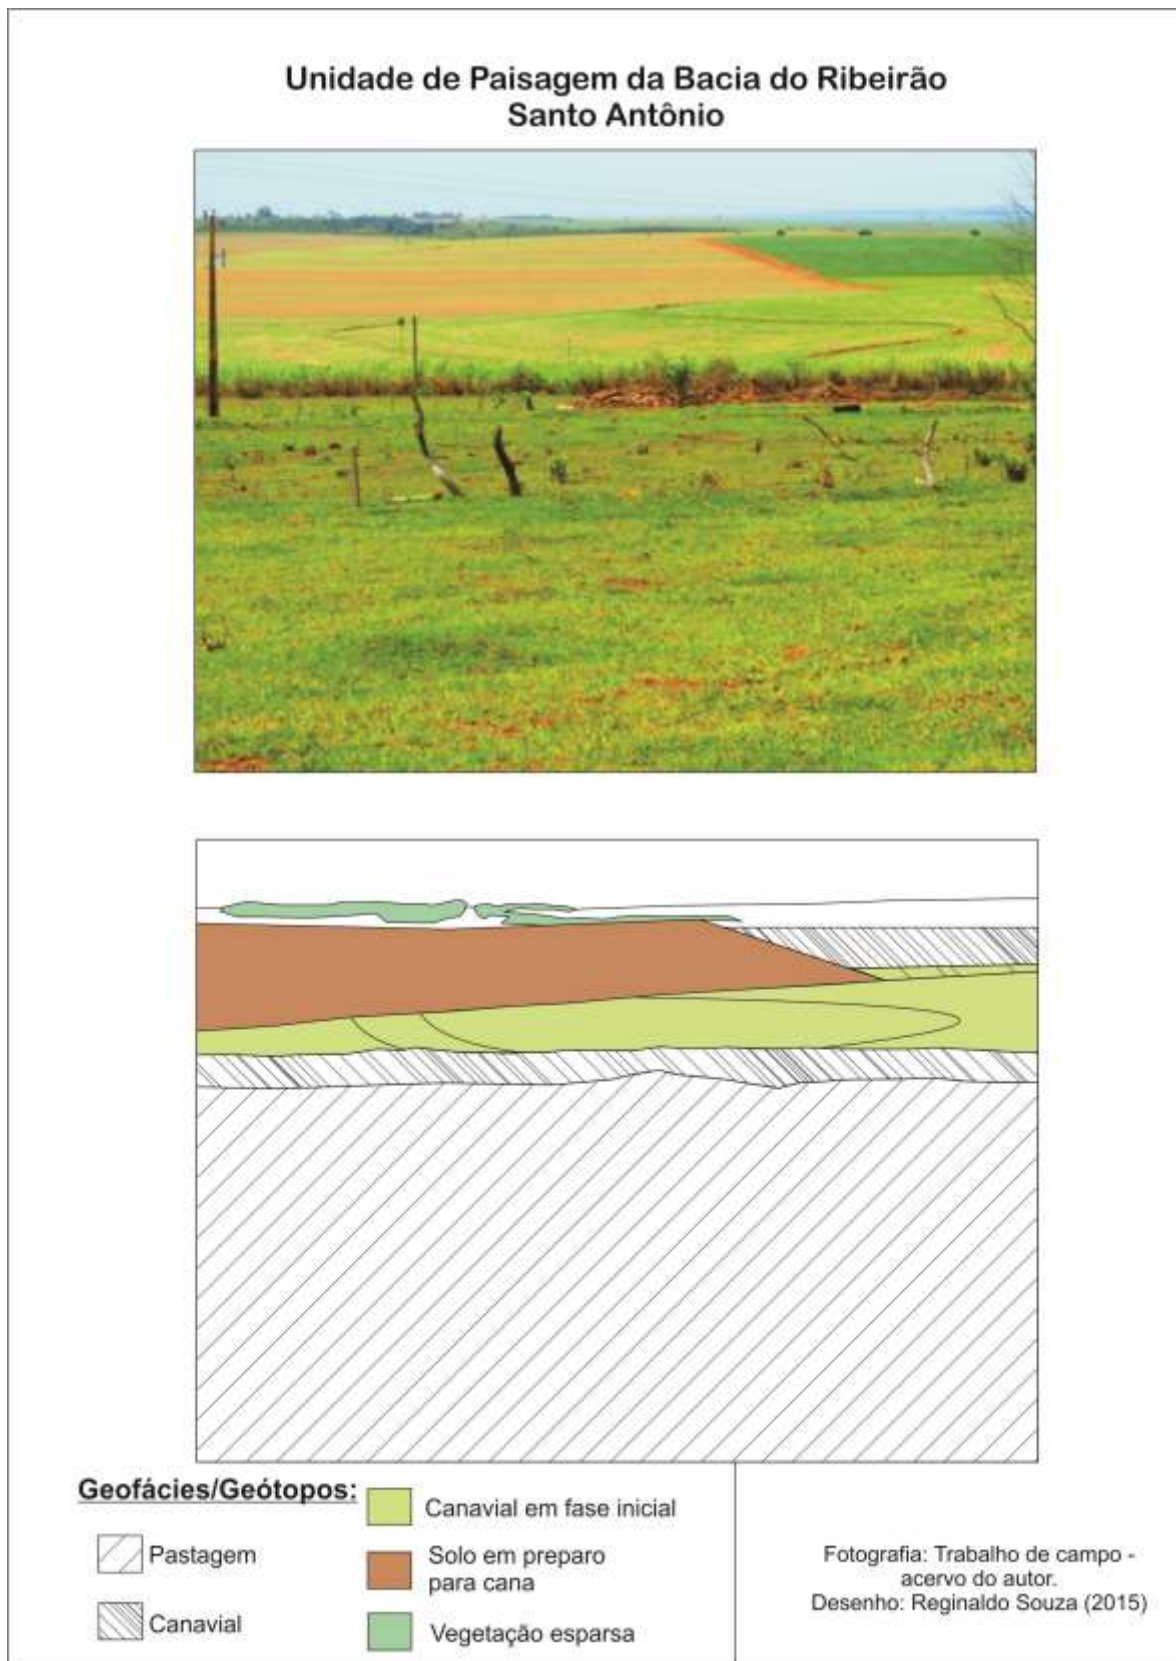 Unidade de Paisagem da Bacia do Ribeirão
Santo Antônio
Geofácies/Geótopos:
Pastagem
Canavial
Canavial em fase inicial
Solo em preparo
para cana
Vegetação esparsa
Fotografia: Trabalho de campo -
acervo do autor.
Desenho: Reginaldo Souza (2015)